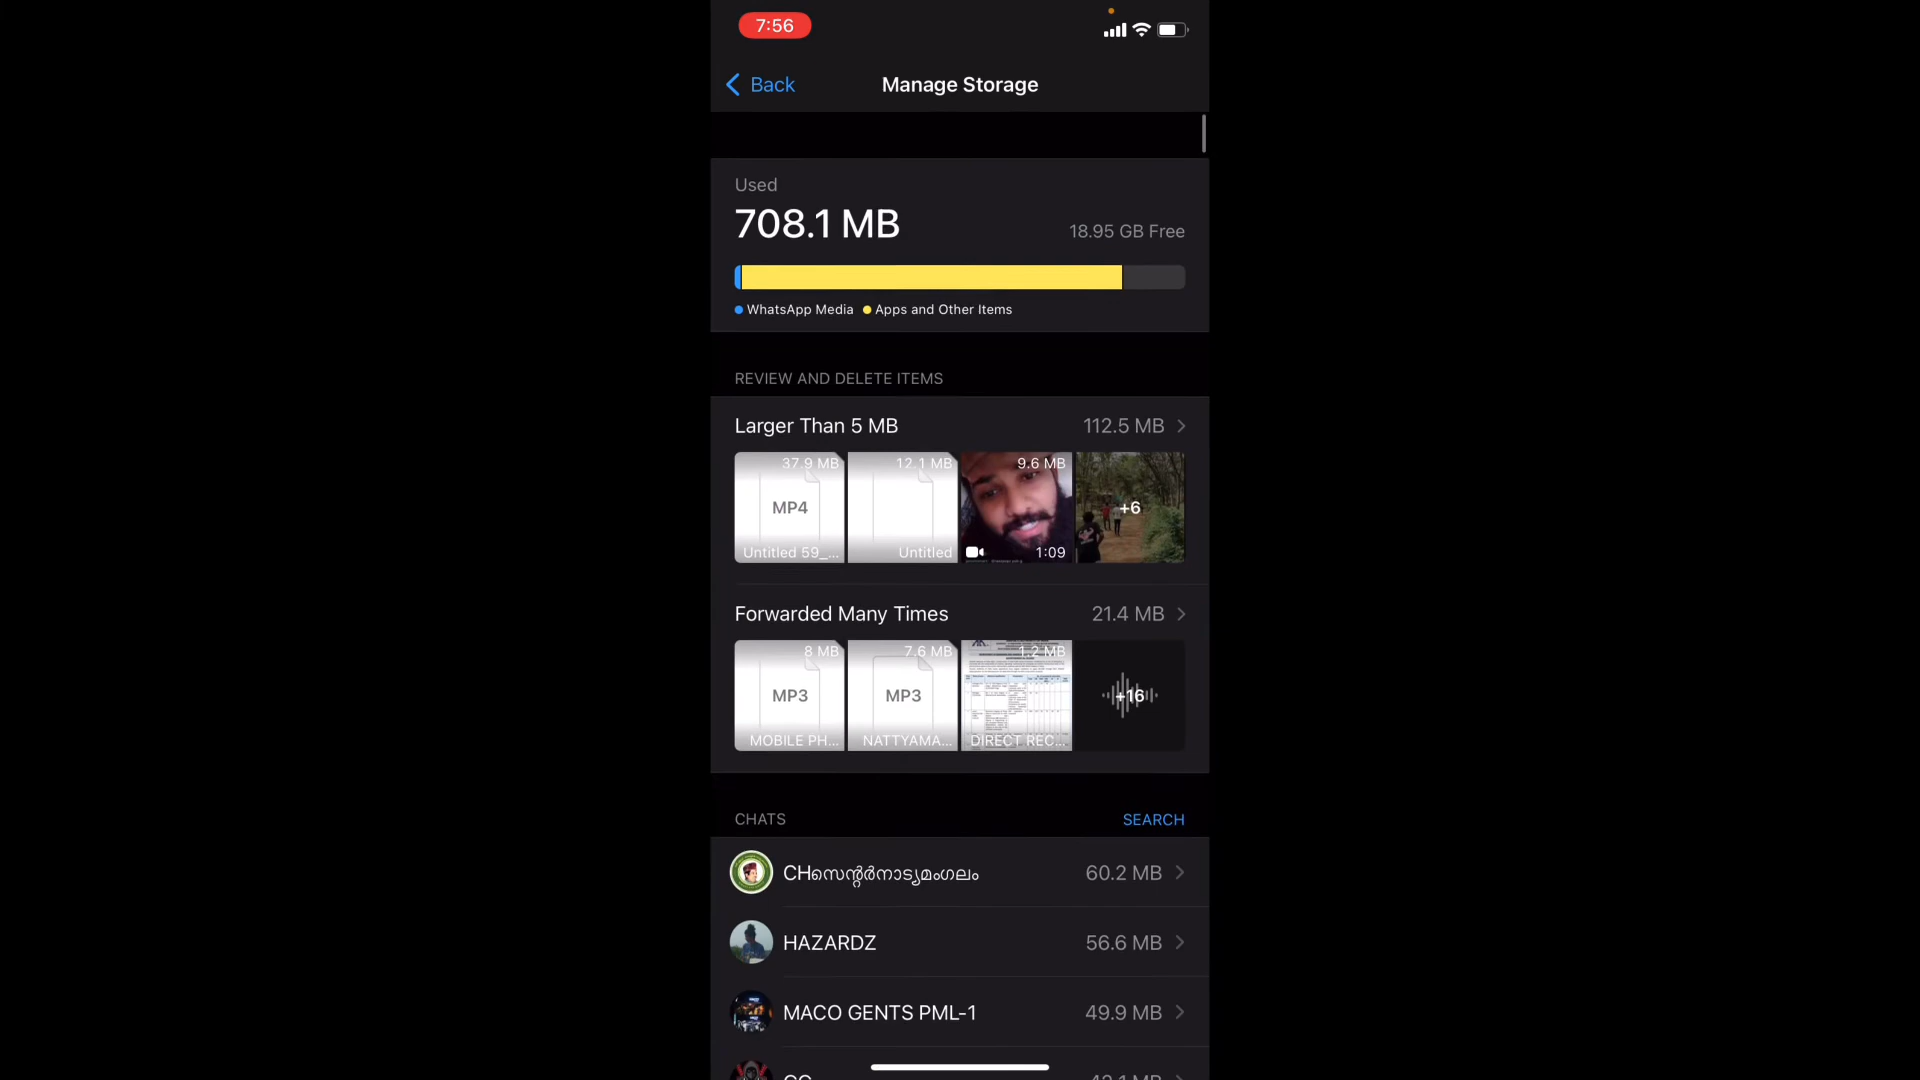 7:56
Back
Manage Storage
Used
708.1 MB
18.95 GB Free
WhatsApp Media
Apps and Other Items
REVIEW AND DELETE ITEMS
Larger Than 5 MB
112.5 MB
37.9 MB
12.1 MB
9.6 MB
MP4
+6
Untitled 59_...
Untitled
1:09
Forwarded Many Times
21.4 MB
8 MB
7.6 MB
1.2 MB
MP3
MP3
+16
MOBILE PH...
NATTYAMA...
DIRECT REC...
CHATS
SEARCH
CHസെന്റർനാട്യമംഗലം
60.2 MB
HAZARDZ
56.6 MB
MACO GENTS PML-1
49.9 MB